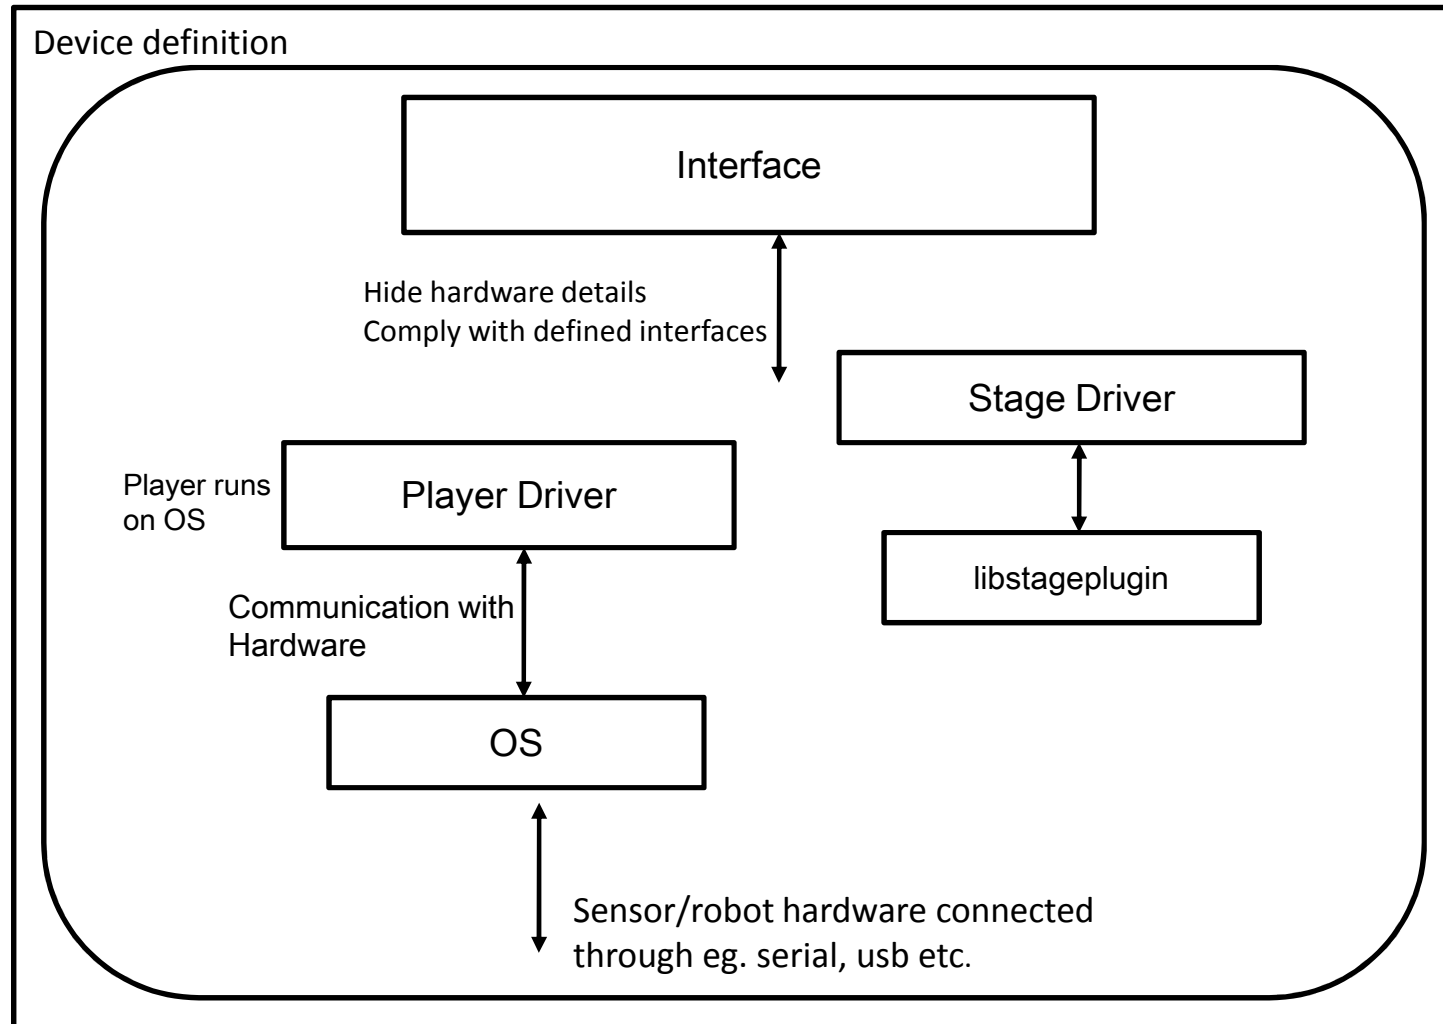 Device definition
Interface
Hide hardware details
Comply with defined interfaces
Stage Driver
Player runs
on OS
Player Driver
libstageplugin
Communication with
Hardware
OS
Sensor/robot hardware connected
through eg. serial, usb etc.